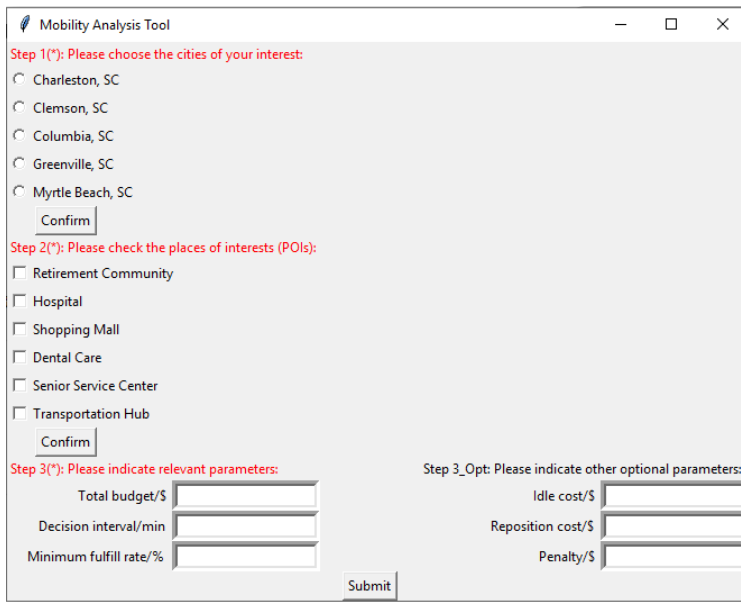 Mobility Analysis Tool
Step 1(*): Please choose the cities of your interest:
Charleston, SC
Clemson, SC
Columbia, SC
Greenville, SC
Myrtle Beach, SC
Confirm
Step 2(*): Please check the places of interests (POIs):
Retirement Community
Hospital
Shopping Mall
Dental Care
Senior Service Center
Transportation Hub
Confirm
Step 3(*): Please indicate relevant parameters: Step 3_Opt: Please indicate other optional parameters:
Total budget/$ Idle cost/$
Decision interval/min Reposition cost/$
Minimum fulfill rate/% Penalty/$
Submit